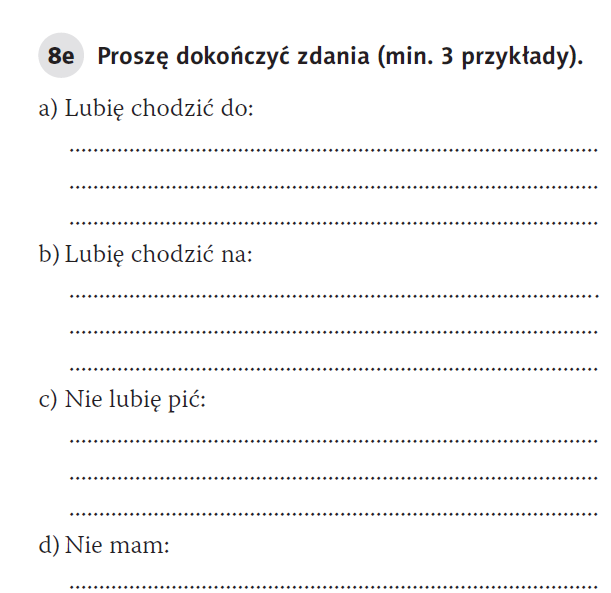 8e Proszę dokończyć zdania (min. 3 przykłady).
a) Lubię chodzić do:
................................................................................
................................................................................
................................................................................
b) Lubię chodzić na:
................................................................................
................................................................................
................................................................................
c) Nie lubię pić:
................................................................................
................................................................................
................................................................................
d) Nie mam:
................................................................................